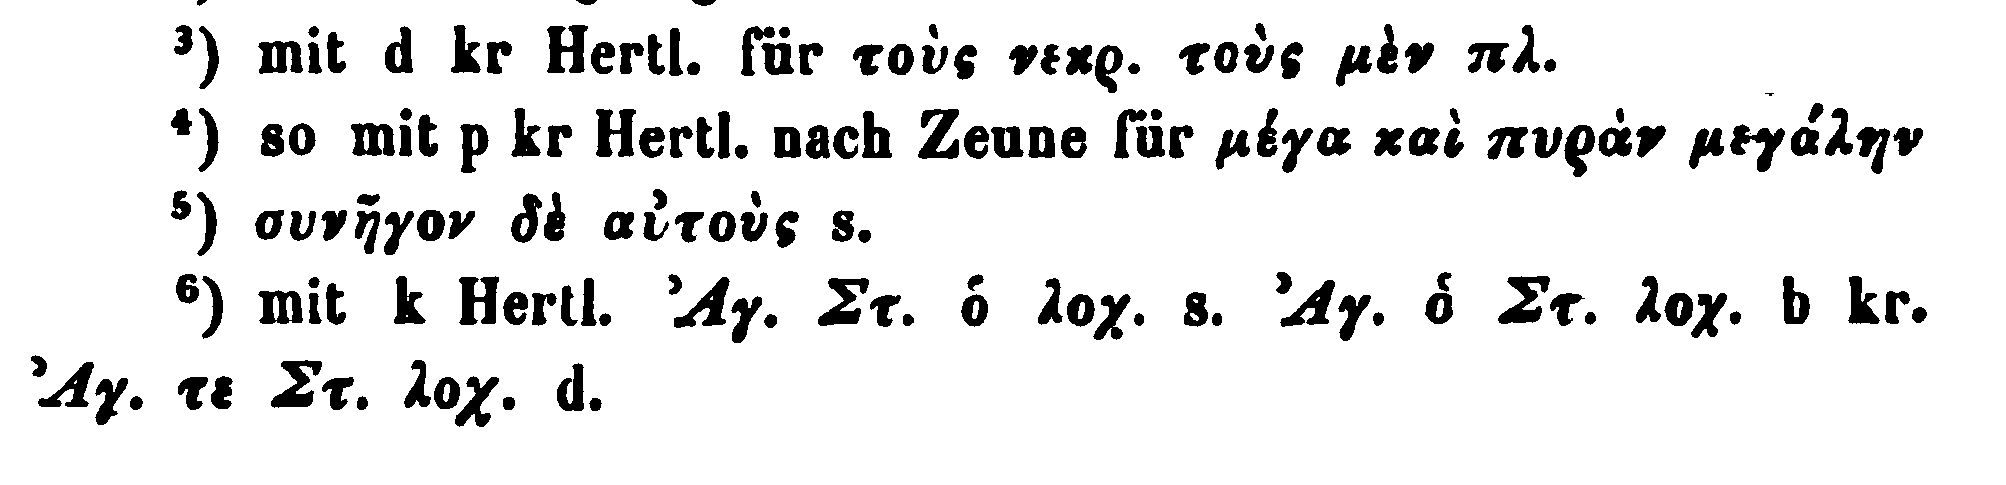 ³) mit d kr Hertl. für τοὺς νεκρ. τοὺς μὲν πλ.
⁴) so mit p kr Hertl. nach Zeune für μέγα καὶ πυρὰν μεγάλην
⁵) συνῆγον δὲ αὐτοὺς s.
⁶) mit k Hertl. Ἀγ. Στ. ὁ λοχ. s. Ἀγ. ὁ Στ. λοχ. b kr.
Ἀγ. τε Στ. λοχ. d.